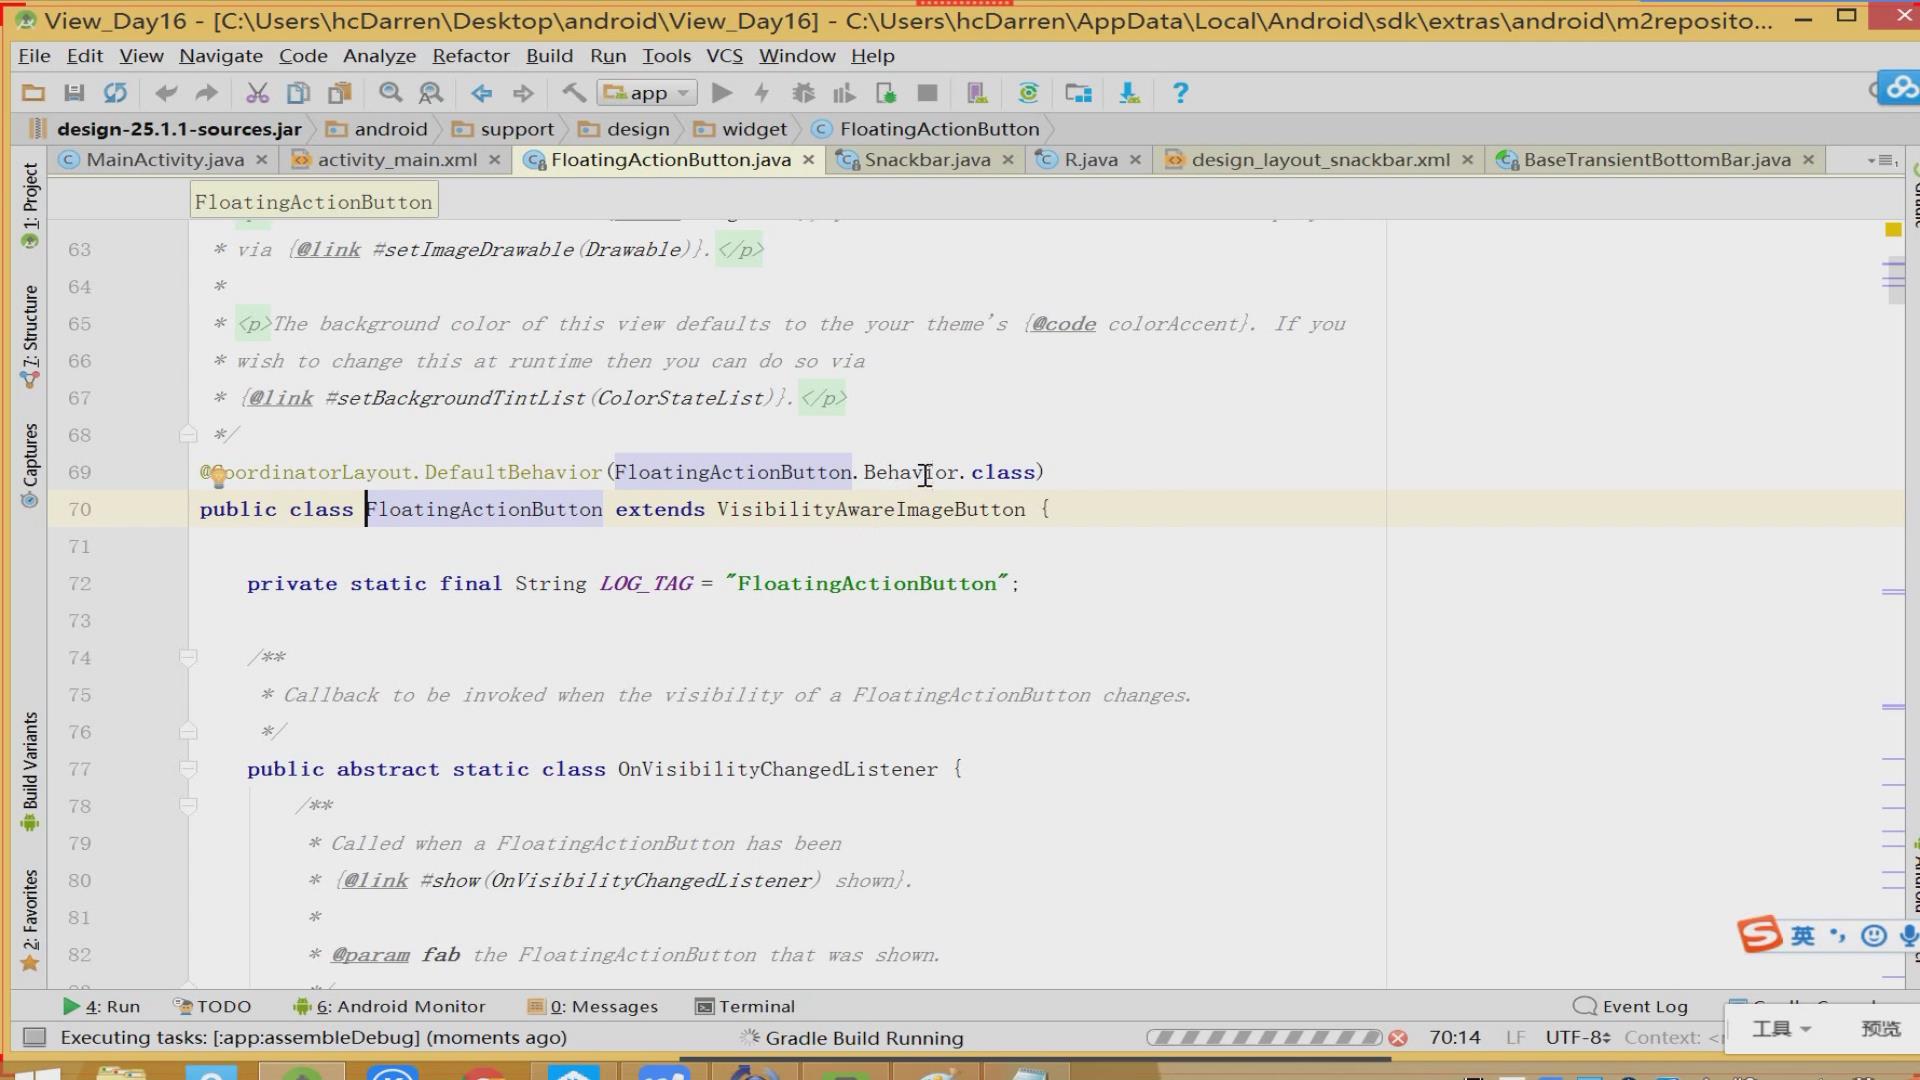 View_Day16 - [C:\Users\hcDarren\Desktop\android\View_Day16] - C:\Users\hcDarren\AppData\Local\Android\sdk\extras\android\m2reposito...
File Edit View Navigate Code Analyze Refactor Build Run Tools VCS Window Help
app
design-25.1.1-sources.jar android support design widget FloatingActionButton
MainActivity.java activity_main.xml FloatingActionButton.java Snackbar.java R.java design_layout_snackbar.xml BaseTransientBottomBar.java
FloatingActionButton
1: Project
7: Structure
Captures
Build Variants
2: Favorites
63 * via {@link #setImageDrawable(Drawable)}.</p>
64 *
65 * <p>The background color of this view defaults to the your theme's {@code colorAccent}. If you
66 * wish to change this at runtime then you can do so via
67 * {@link #setBackgroundTintList(ColorStateList)}.</p>
68 */
69 @CoordinatorLayout.DefaultBehavior(FloatingActionButton.Behavior.class)
70 public class FloatingActionButton extends VisibilityAwareImageButton {
71
72 private static final String LOG_TAG = "FloatingActionButton";
73
74 /**
75 * Callback to be invoked when the visibility of a FloatingActionButton changes.
76 */
77 public abstract static class OnVisibilityChangedListener {
78 /**
79 * Called when a FloatingActionButton has been
80 * {@link #show(OnVisibilityChangedListener) shown}.
81 *
82 * @param fab the FloatingActionButton that was shown.
英
4: Run TODO 6: Android Monitor 0: Messages Terminal Event Log
Executing tasks: [:app:assembleDebug] (moments ago) Gradle Build Running 70:14 LF UTF-8 Context:
工具 预览